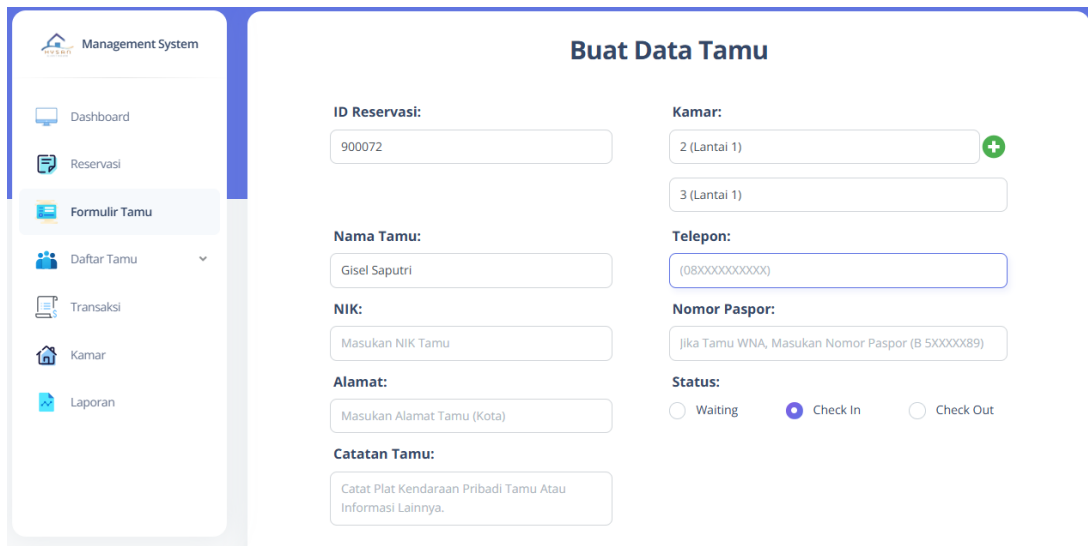 Management System
Dashboard
Reservasi
Formulir Tamu
Daftar Tamu
Transaksi
Kamar
Laporan
Buat Data Tamu
ID Reservasi:
900072
Kamar:
2 (Lantai 1)
3 (Lantai 1)
Nama Tamu:
Gisel Saputri
Telepon:
(08XXXXXXXXXX)
NIK:
Masukan NIK Tamu
Nomor Paspor:
Jika Tamu WNA, Masukan Nomor Paspor (B 5XXXXX89)
Alamat:
Masukan Alamat Tamu (Kota)
Status:
Waiting
Check In
Check Out
Catatan Tamu:
Catat Plat Kendaraan Pribadi Tamu Atau
Informasi Lainnya.